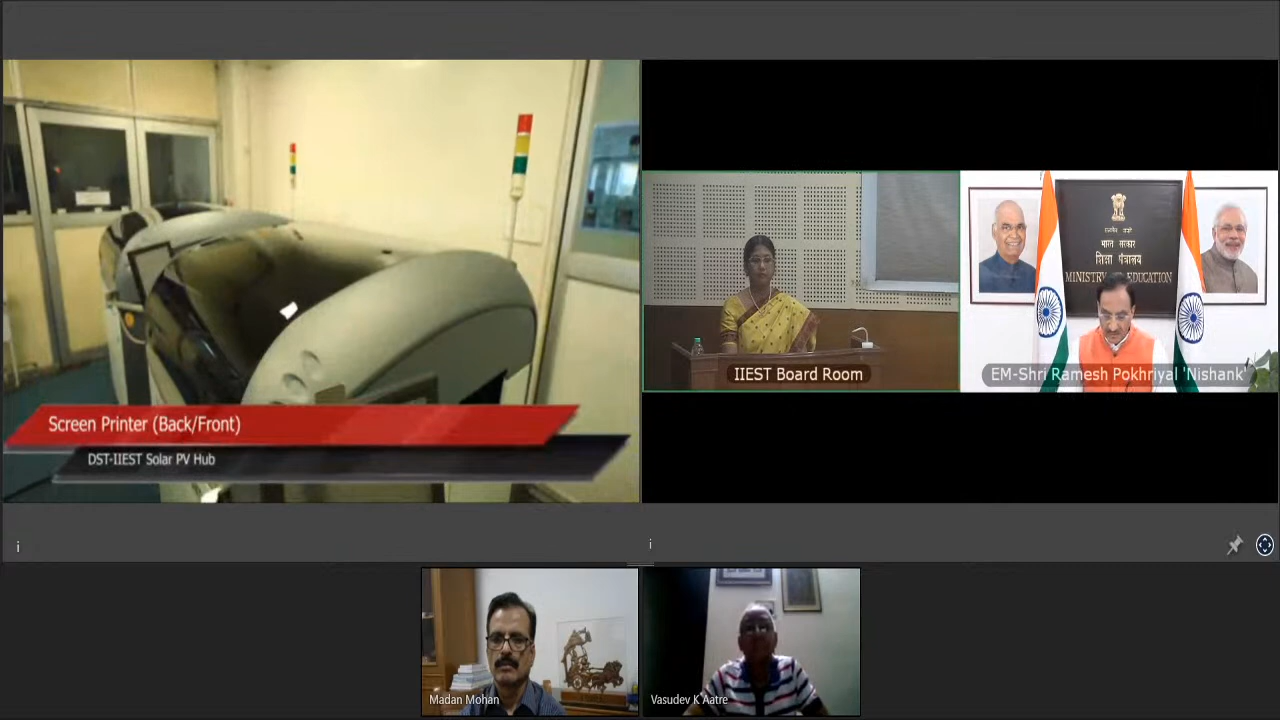 Screen Printer (Back/Front)
DST-IIEST Solar PV Hub
IIEST Board Room
भारत सरकार
शिक्षा मंत्रालय
MINISTRY OF EDUCATION
EM-Shri Ramesh Pokhriyal 'Nishank'
Madan Mohan
Vasudev K Aatre